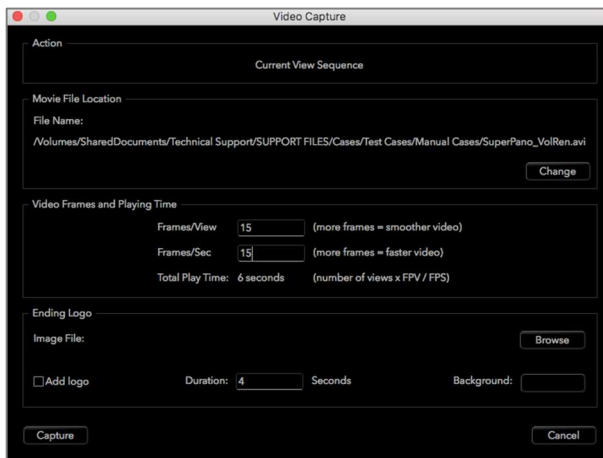 Video Capture
Action
Current View Sequence
Movie File Location
File Name:
/Volumes/SharedDocuments/Technical Support/SUPPORT FILES/Cases/Test Cases/Manual Cases/SuperPano_VolRen.avi
Change
Video Frames and Playing Time
Frames/View 15 (more frames = smoother video)
Frames/Sec 15 (more frames = faster video)
Total Play Time: 6 seconds (number of views x FPV / FPS)
Ending Logo
Image File: Browse
Add logo Duration: 4 Seconds Background:
Capture Cancel